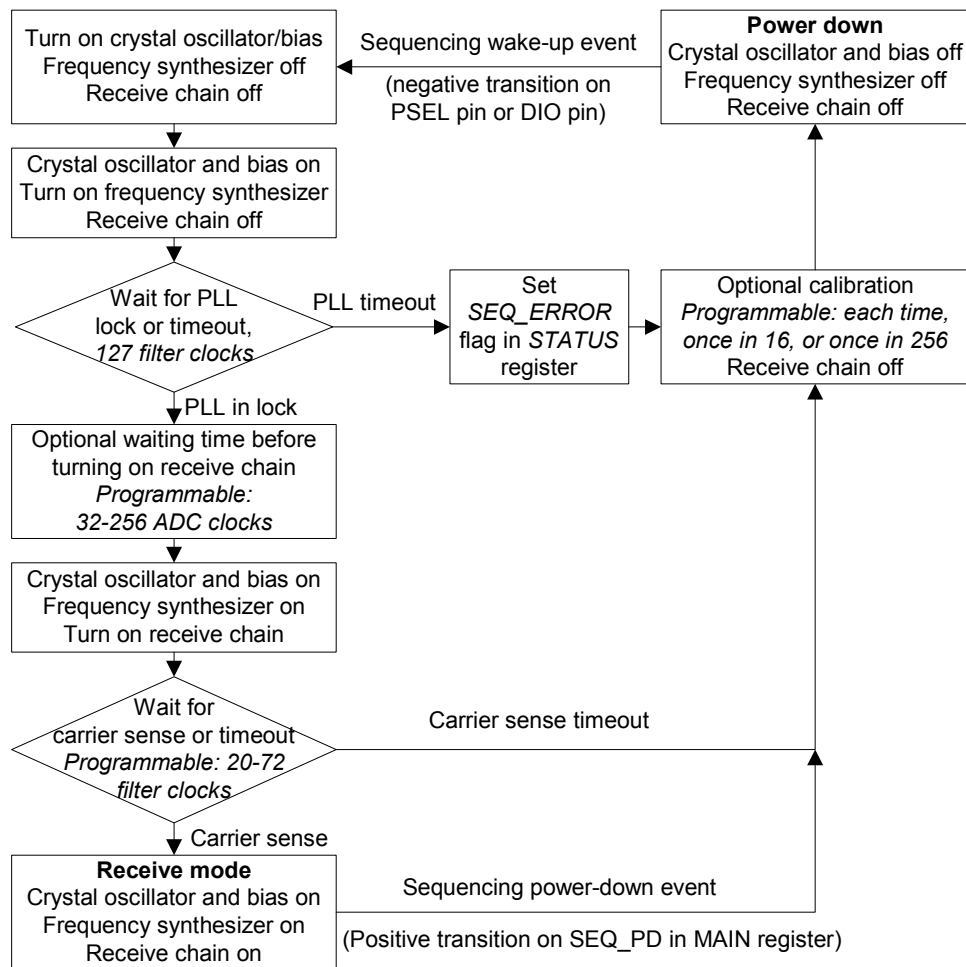 Turn on crystal oscillator/bias
Frequency synthesizer off
Receive chain off
Sequencing wake-up event
(negative transition on
PSEL pin or DIO pin)
Power down
Crystal oscillator and bias off
Frequency synthesizer off
Receive chain off
Crystal oscillator and bias on
Turn on frequency synthesizer
Receive chain off
Wait for PLL
lock or timeout,
127 filter clocks
PLL timeout
Set
SEQ_ERROR
flag in STATUS
register
Optional calibration
Programmable: each time,
once in 16, or once in 256
Receive chain off
PLL in lock
Optional waiting time before
turning on receive chain
Programmable:
32-256 ADC clocks
Crystal oscillator and bias on
Frequency synthesizer on
Turn on receive chain
Wait for
carrier sense or timeout
Programmable: 20-72
filter clocks
Carrier sense timeout
Carrier sense
Receive mode
Crystal oscillator and bias on
Frequency synthesizer on
Receive chain on
Sequencing power-down event
(Positive transition on SEQ_PD in MAIN register)